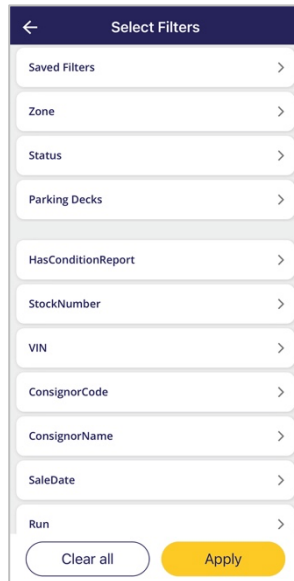 Select Filters
Saved Filters
Zone
Status
Parking Decks
HasConditionReport
StockNumber
VIN
ConsignorCode
ConsignorName
SaleDate
Run
Clear all
Apply